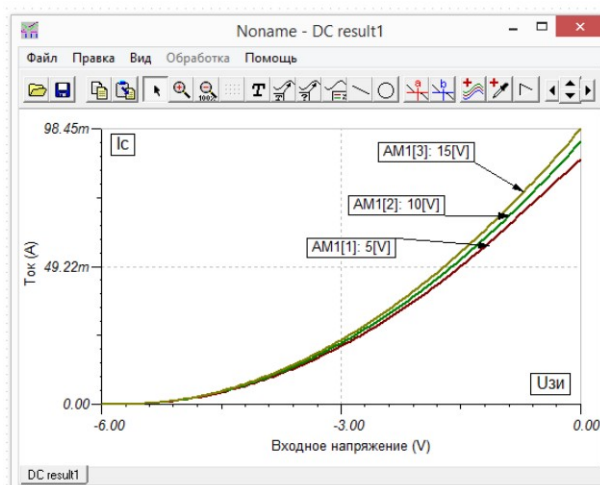 Noname - DC result1
Файл Правка Вид Обработка Помощь
T
100%
a
b
98.45m
Ic
AM1[3]: 15[V]
AM1[2]: 10[V]
AM1[1]: 5[V]
Ток (A)
49.22m
Uзи
0.00
-6.00
-3.00
0.00
Входное напряжение (V)
DC result1